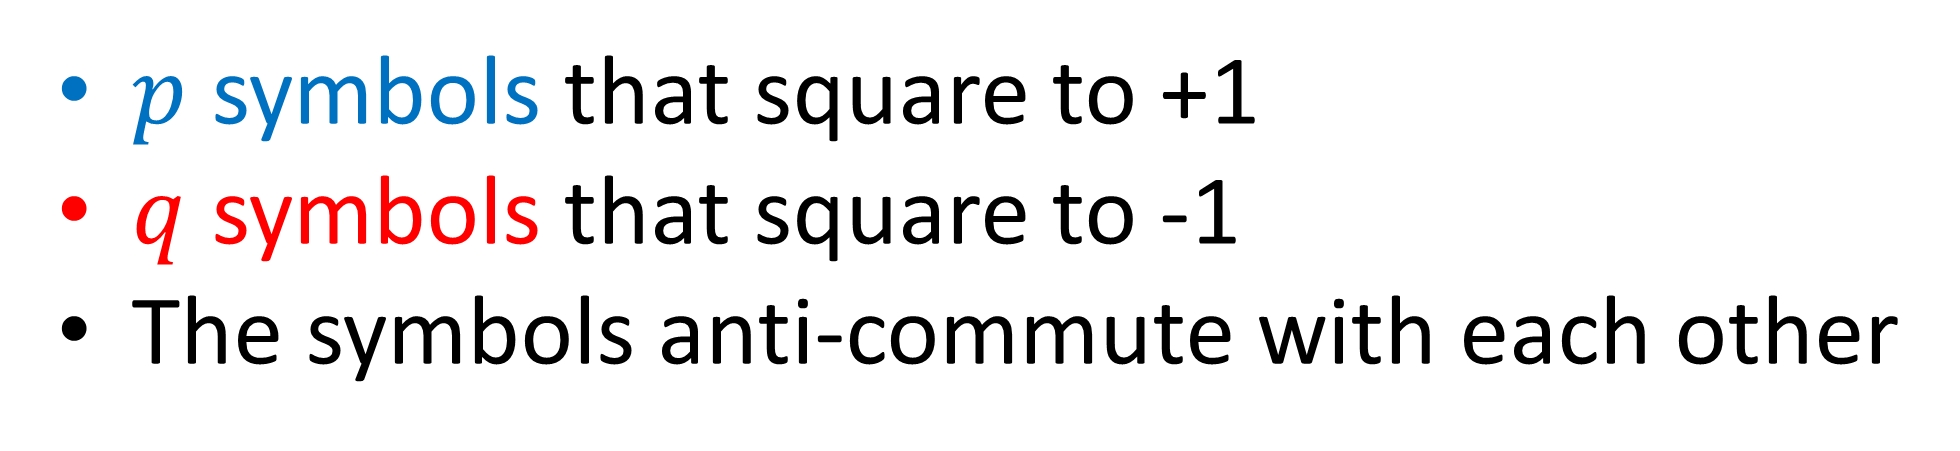 • p symbols that square to +1
• q symbols that square to -1
• The symbols anti-commute with each other